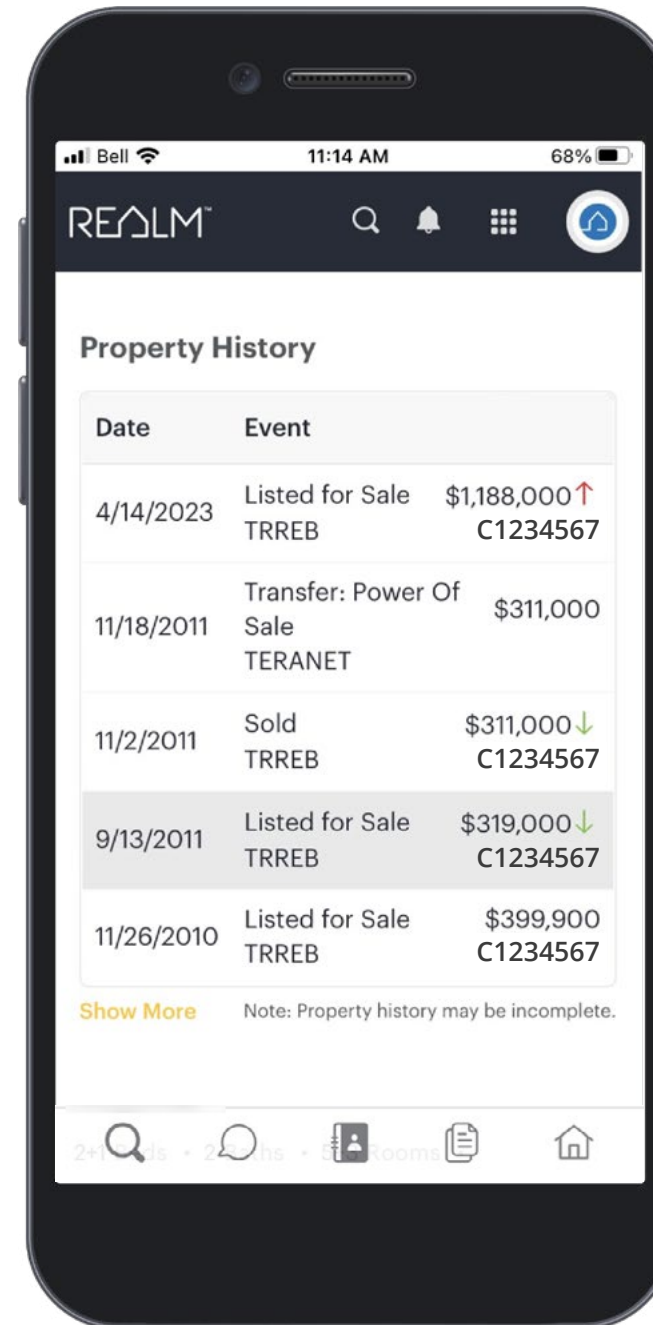 Bell 11:14 AM 68%
REALM™
Property History
Date Event
4/14/2023 Listed for Sale $1,188,000↑
TRREB C1234567
Transfer: Power Of
11/18/2011 Sale $311,000
TERANET
11/2/2011 Sold $311,000↓
TRREB C1234567
9/13/2011 Listed for Sale $319,000↓
TRREB C1234567
11/26/2010 Listed for Sale $399,900
TRREB C1234567
Show More Note: Property history may be incomplete.
Rooms